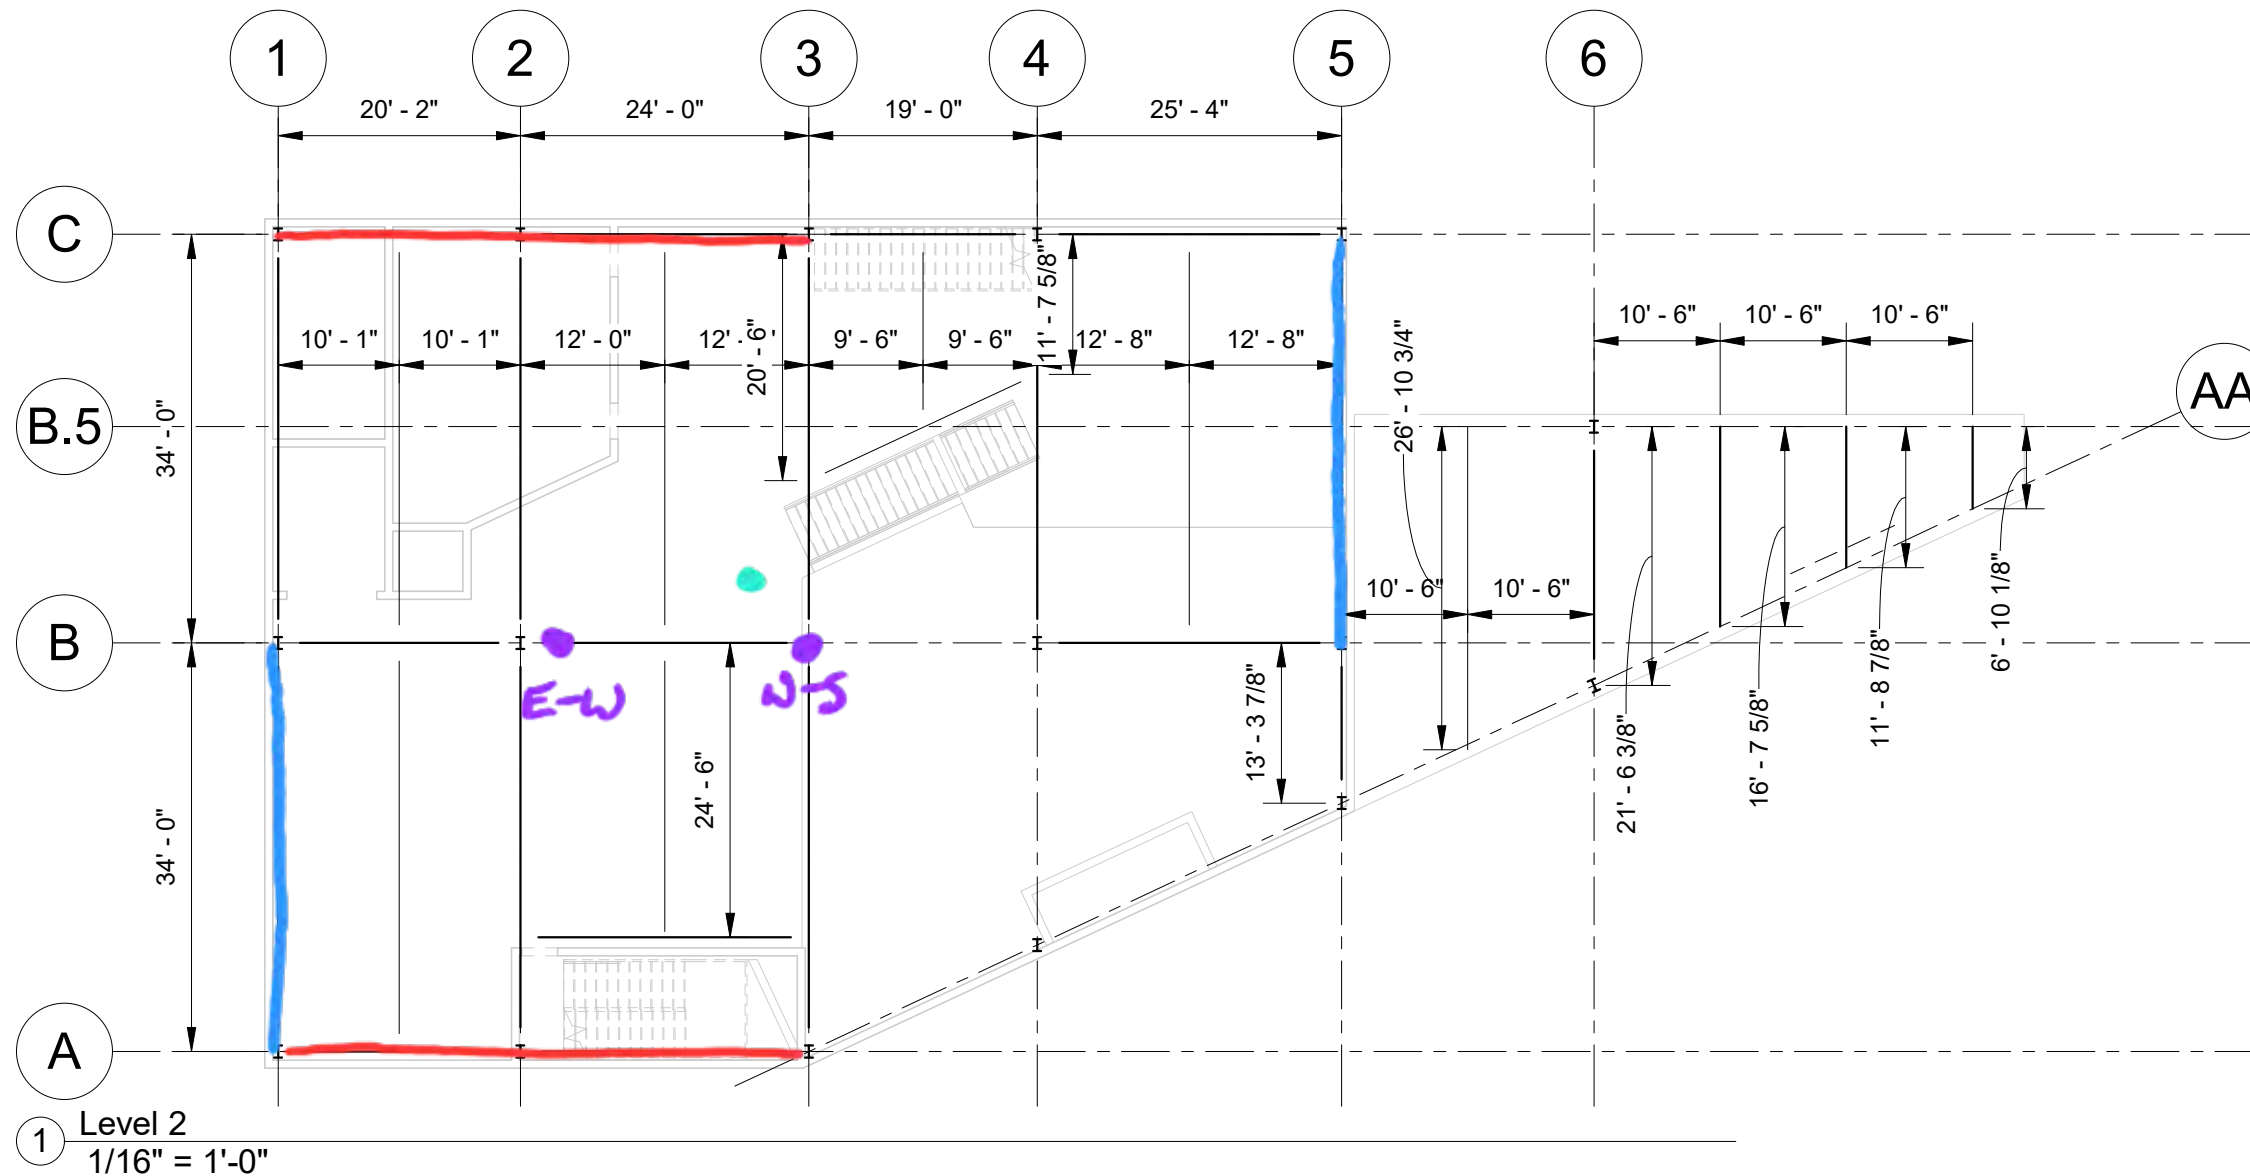 1 2 3 4 5 6
20' - 2" 24' - 0" 19' - 0" 25' - 4"
C
11' - 7 5/8"
10' - 6" 10' - 6" 10' - 6"
10' - 1" 10' - 1" 12' - 0" 20' - 6" 9' - 6" 9' - 6" 12' - 8" 12' - 8"
26' - 10 3/4"
AA
34' - 0"
B.5
10' - 6" 10' - 6"
6' - 10 1/8"
B
E-W N-S
13' - 3 7/8"
11' - 8 7/8"
16' - 7 5/8"
21' - 6 3/8"
24' - 6"
34' - 0"
A
1 Level 2
1/16" = 1'-0"